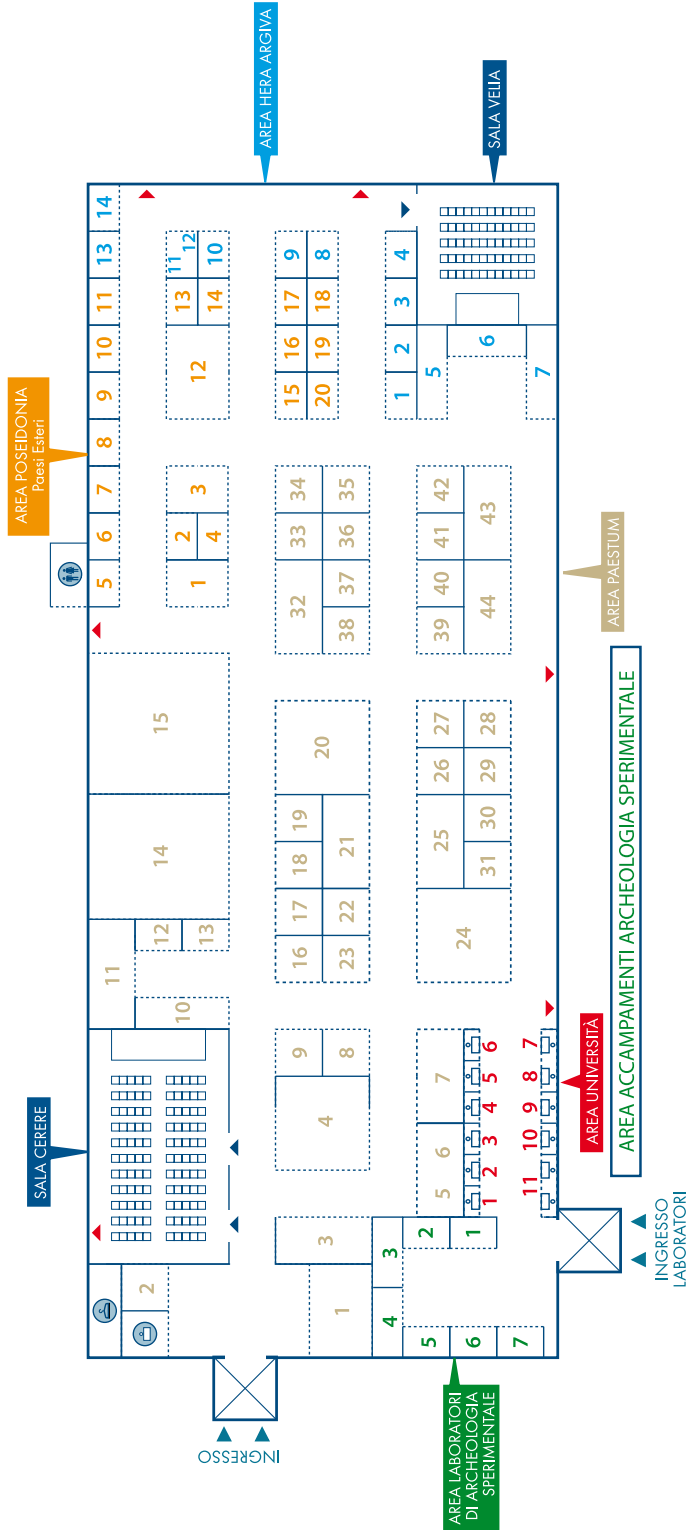 AREA POSEIDONIA
Paesi Esteri
SALA CERERE
5 6 7 8 9 10 11 13 14
11
2 12 14 15
10 13
2 13 11 12
1 3 12
4 14 10
INGRESSO
AREA HERA ARGIVA
9 16 17 18 19 20 32 33 34 15 16 17 9
3 4
1 8 23 22 21 38 37 36 35 20 19 18 8
4 3 1 2 3 4
5 2 5 6 7 25 26 27 39 40 41 42 5
24
6 1 1 2 3 4 5 6 31 30 29 28 44 43 6
7 11 10 9 8 7 7
SALA VELIA
AREA LABORATORI
DI ARCHEOLOGIA
SPERIMENTALE
AREA UNIVERSITÀ
AREA PAESTUM
AREA ACCAMPAMENTI ARCHEOLOGIA SPERIMENTALE
INGRESSO
LABORATORI